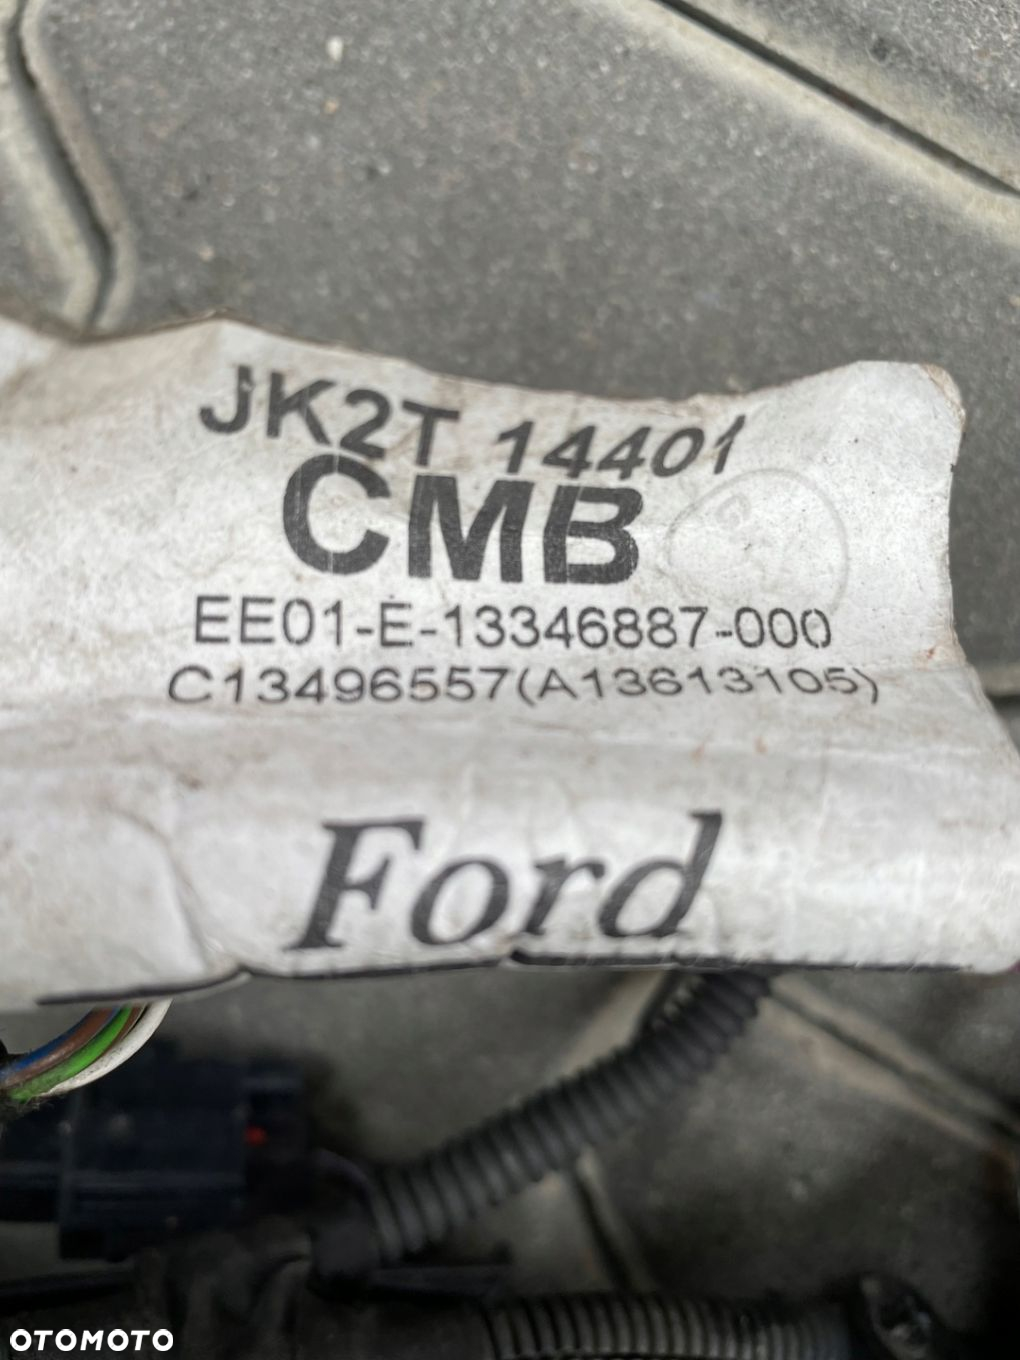 JK2T 14401
CMB
EE01-E-13346887-000
C13496557(A13613105)
Ford
OTOMOTO